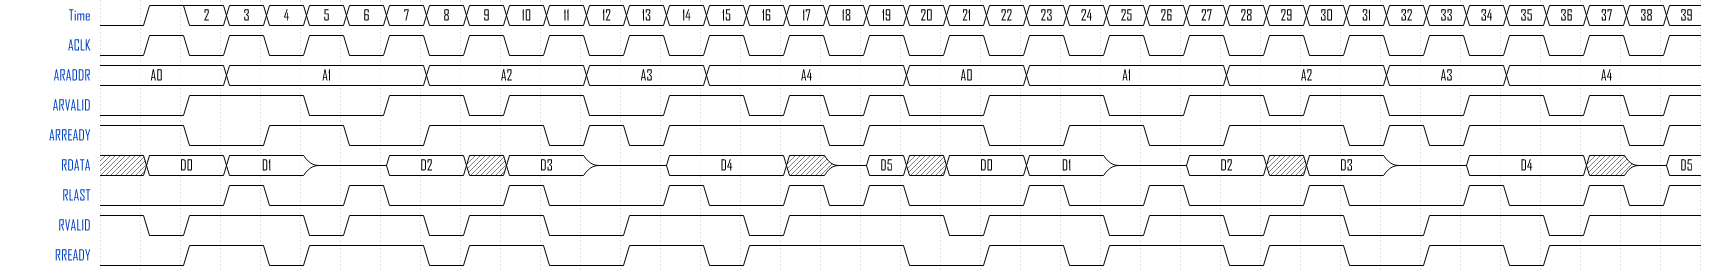 Time 2 3 4 5 6 7 8 9 10 11 12 13 14 15 16 17 18 19 20 21 22 23 24 25 26 27 28 29 30 31 32 33 34 35 36 37 38 39
ACLK
ARADDR A0 A1 A2 A3 A4 A0 A1 A2 A3 A4
ARVALID
ARREADY
RDATA D0 D1 D2 D3 D4 D5 D0 D1 D2 D3 D4 D5
RLAST
RVALID
RREADY